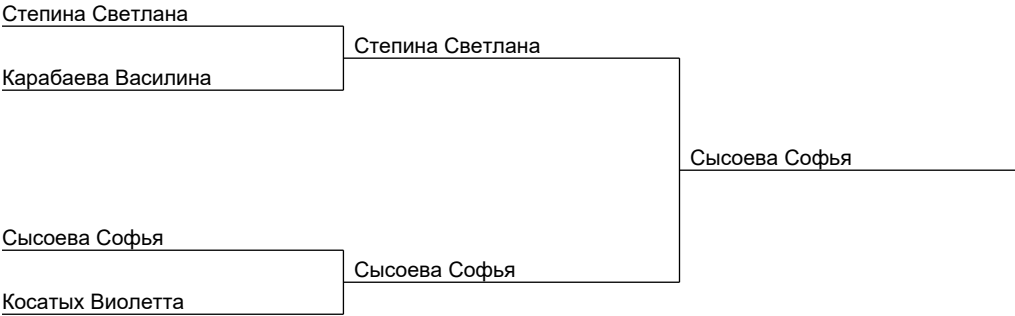 Степина Светлана
Степина Светлана
Карабаева Василина
Сысоева Софья
Сысоева Софья
Сысоева Софья
Косатых Виолетта